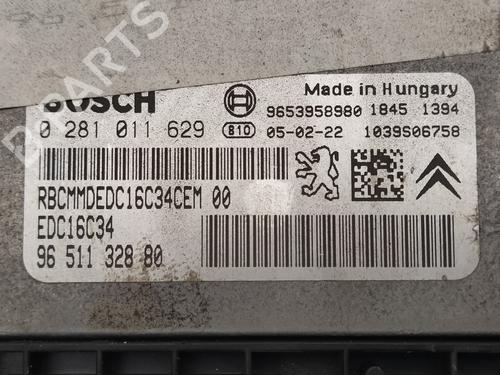 BOSCH
Made in Hungary
9653958980 1845 1394
0 281 011 629 810 05-02-22 1039S06758
RBCMMDEDC16C34CEM 00
EDC16C34
96 511 328 80